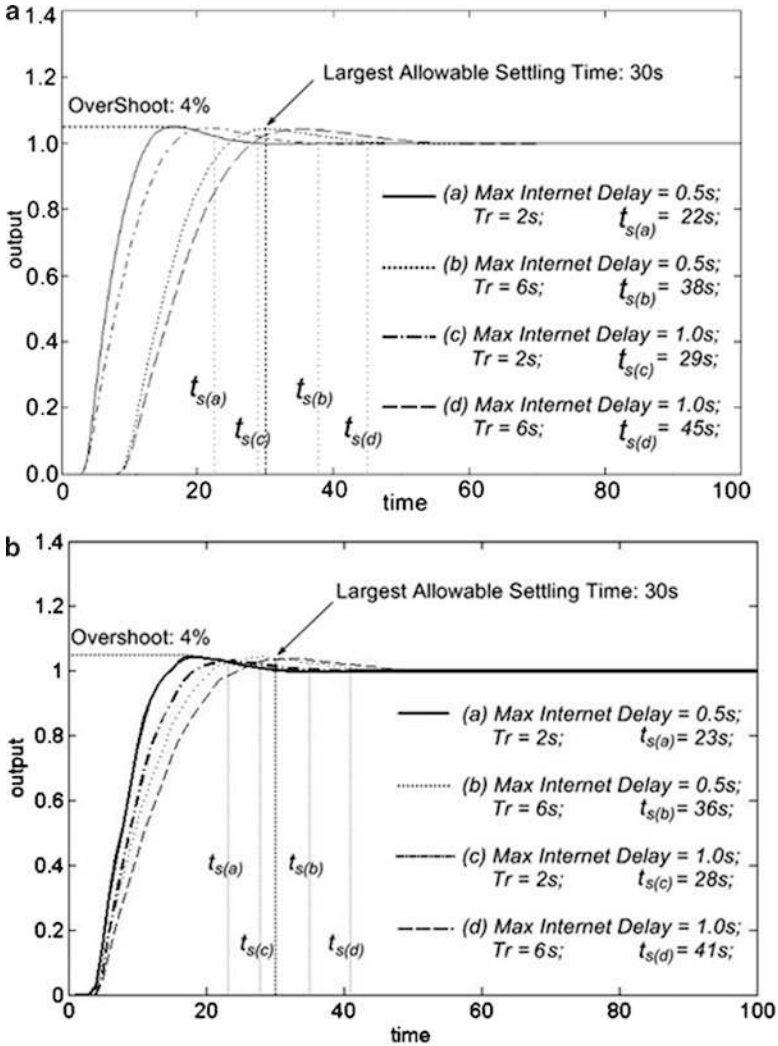 a
1.4
Largest Allowable Settling Time: 30s
1.2
OverShoot: 4%
1.0
(a) Max Internet Delay = 0.5s;
Tr = 2s; ts(a) = 22s;
0.8
output
(b) Max Internet Delay = 0.5s;
Tr = 6s; ts(b) = 38s;
0.6
(c) Max Internet Delay = 1.0s;
Tr = 2s; ts(c) = 29s;
0.4
ts(a) ts(b)
(d) Max Internet Delay = 1.0s;
Tr = 6s; ts(d) = 45s;
0.2
ts(c) ts(d)
0.0
0 20 40 60 80 100
time
b
1.4
1.2
Largest Allowable Settling Time: 30s
Overshoot: 4%
1
(a) Max Internet Delay = 0.5s;
Tr = 2s; ts(a) = 23s;
0.8
output
(b) Max Internet Delay = 0.5s;
Tr = 6s; ts(b) = 36s;
0.6
(c) Max Internet Delay = 1.0s;
Tr = 2s; ts(c) = 28s;
0.4
ts(a) ts(b)
(d) Max Internet Delay = 1.0s;
Tr = 6s; ts(d) = 41s;
0.2
ts(c) ts(d)
0
0 20 40 60 80 100
time